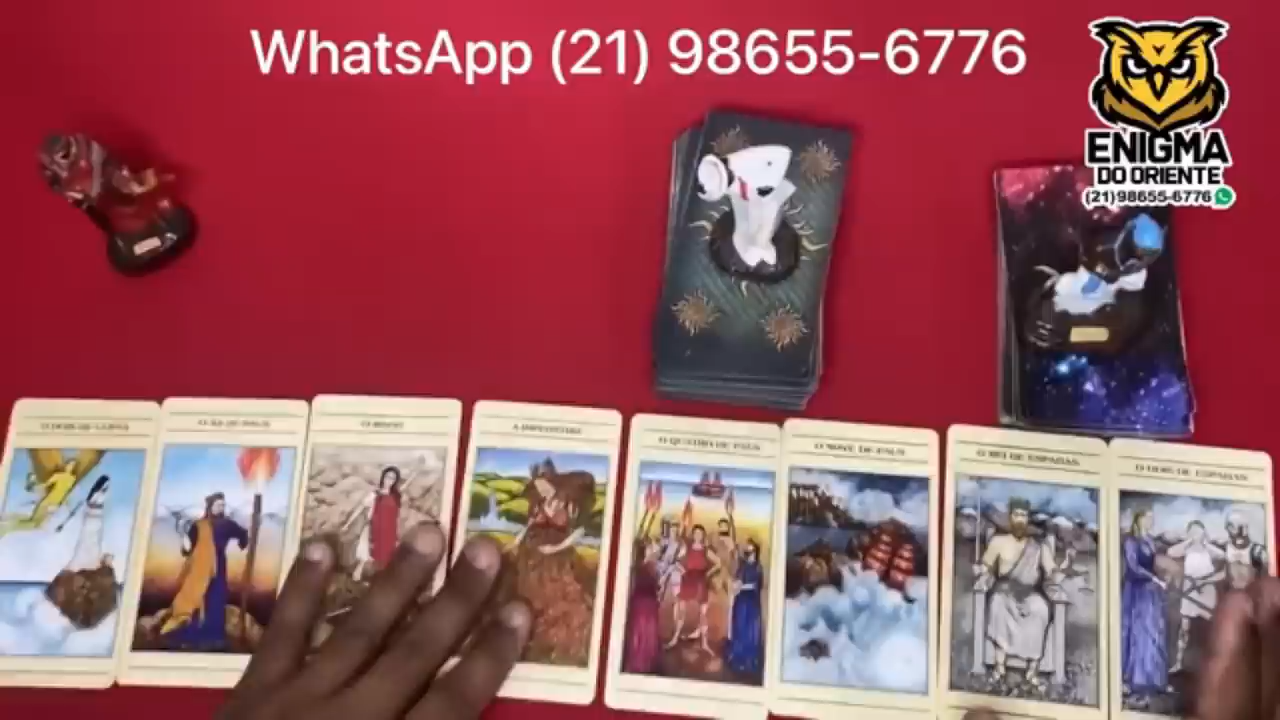 WhatsApp (21) 98655-6776
ENIGMA
DO ORIENTE
(21)98655-6776
A IMPERATRIZ
O QUATRO DE PAUS
O NOVE DE PAUS
O REI DE ESPADAS
O DOIS DE ESPADAS